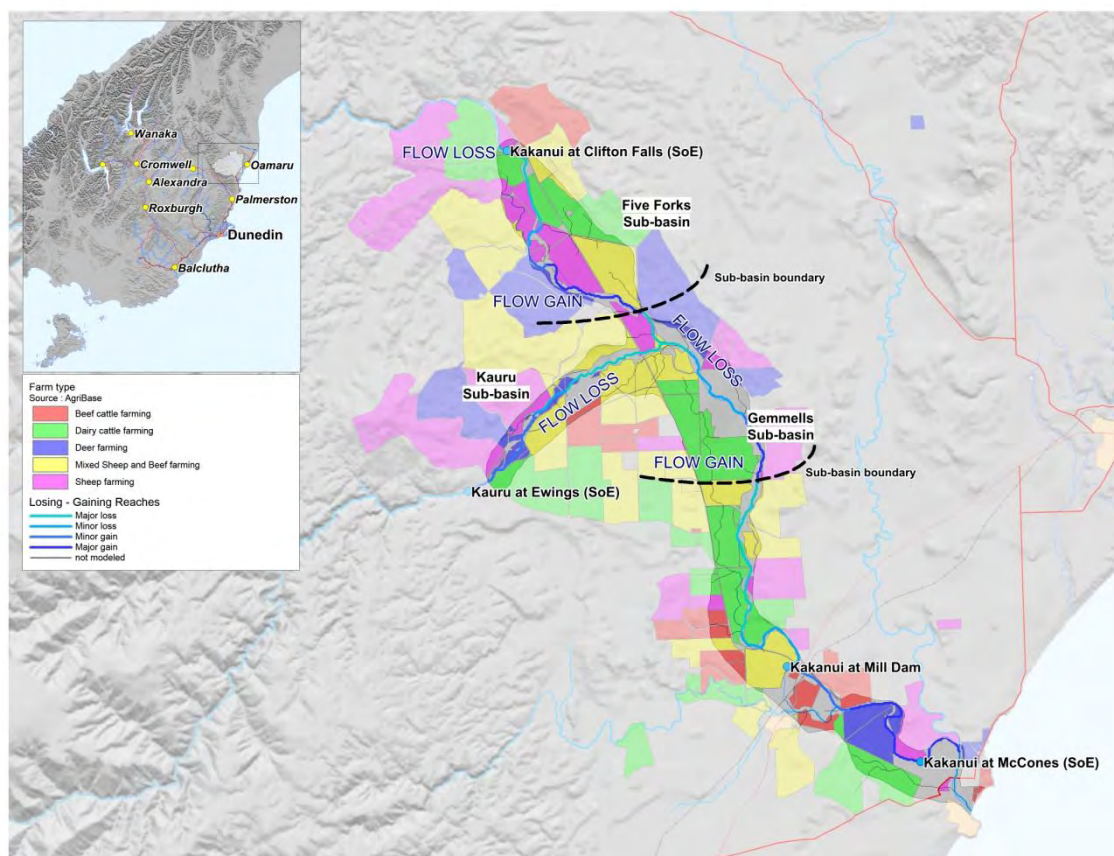 Wanaka
Cromwell
Oamaru
Alexandra
Palmerston
Roxburgh
Dunedin
Balclutha
Farm type
Source : AgriBase
Beef cattle farming
Dairy cattle farming
Deer farming
Mixed Sheep and Beef farming
Sheep farming
Losing - Gaining Reaches
Major loss
Minor loss
Minor gain
Major gain
not modeled
FLOW LOSS
Kakanui at Clifton Falls (SoE)
Five Forks
Sub-basin
Sub-basin boundary
FLOW GAIN
FLOW LOSS
Kauru
Sub-basin
FLOW LOSS
Gemmells
Sub-basin
FLOW GAIN
Sub-basin boundary
Kauru at Ewings (SoE)
Kakanui at Mill Dam
Kakanui at McCones (SoE)